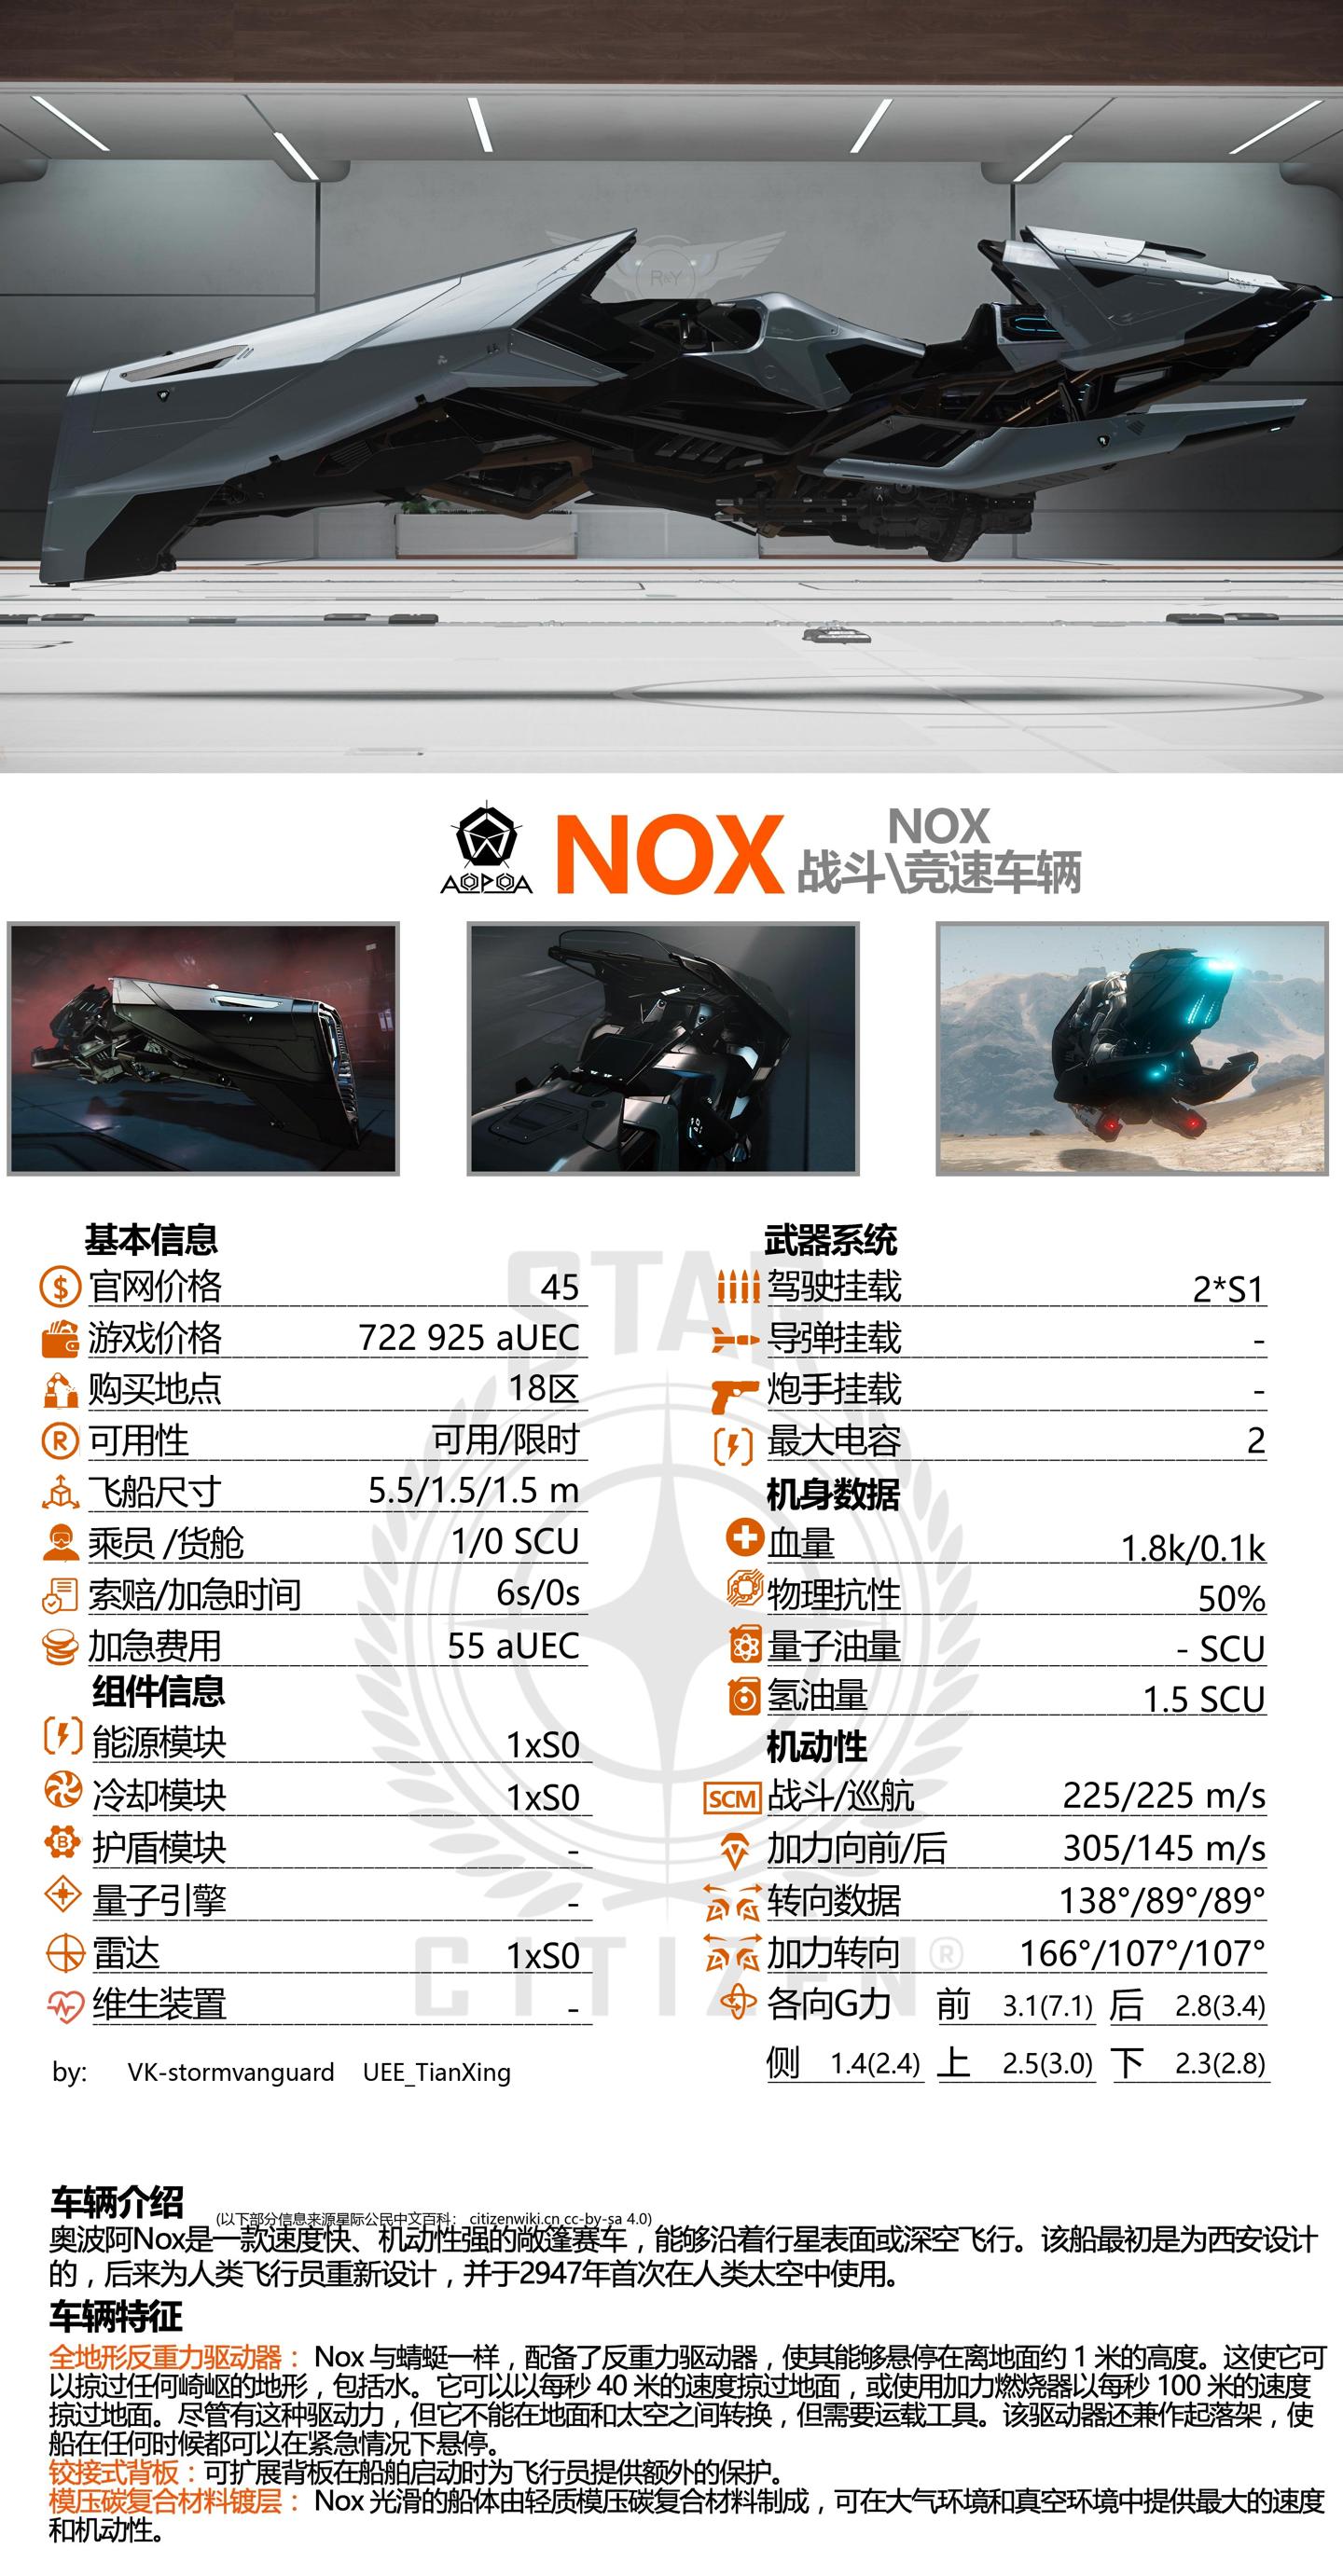 R&Y
AOPOA
NOX
NOX
战斗\竞速车辆
STAR
CITIZEN®
基本信息
官网价格 45
游戏价格 722 925 aUEC
购买地点 18区
可用性 可用/限时
飞船尺寸 5.5/1.5/1.5 m
乘员 /货舱 1/0 SCU
索赔/加急时间 6s/0s
加急费用 55 aUEC
组件信息
能源模块 1xS0
冷却模块 1xS0
护盾模块 -
量子引擎 -
雷达 1xS0
维生装置 -
by: VK-stormvanguard UEE_TianXing
武器系统
驾驶挂载 2*S1
导弹挂载 -
炮手挂载 -
最大电容 2
机身数据
血量 1.8k/0.1k
物理抗性 50%
量子油量 - SCU
氢油量 1.5 SCU
机动性
SCM 战斗/巡航 225/225 m/s
加力向前/后 305/145 m/s
转向数据 138°/89°/89°
加力转向 166°/107°/107°
各向G力 前 3.1(7.1) 后 2.8(3.4)
侧 1.4(2.4) 上 2.5(3.0) 下 2.3(2.8)
车辆介绍
(以下部分信息来源星际公民中文百科： citizenwiki.cn cc-by-sa 4.0)
奥波阿Nox是一款速度快、机动性强的敞篷赛车，能够沿着行星表面或深空飞行。该船最初是为西安设计
的，后来为人类飞行员重新设计，并于2947年首次在人类太空中使用。
车辆特征
全地形反重力驱动器： Nox 与蜻蜓一样，配备了反重力驱动器，使其能够悬停在离地面约 1 米的高度。这使它可
以掠过任何崎岖的地形，包括水。它可以以每秒 40 米的速度掠过地面，或使用加力燃烧器以每秒 100 米的速度
掠过地面。尽管有这种驱动力，但它不能在地面和太空之间转换，但需要运载工具。该驱动器还兼作起落架，使
船在任何时候都可以在紧急情况下悬停。
铰接式背板：可扩展背板在船舶启动时为飞行员提供额外的保护。
模压碳复合材料镀层： Nox 光滑的船体由轻质模压碳复合材料制成，可在大气环境和真空环境中提供最大的速度
和机动性。